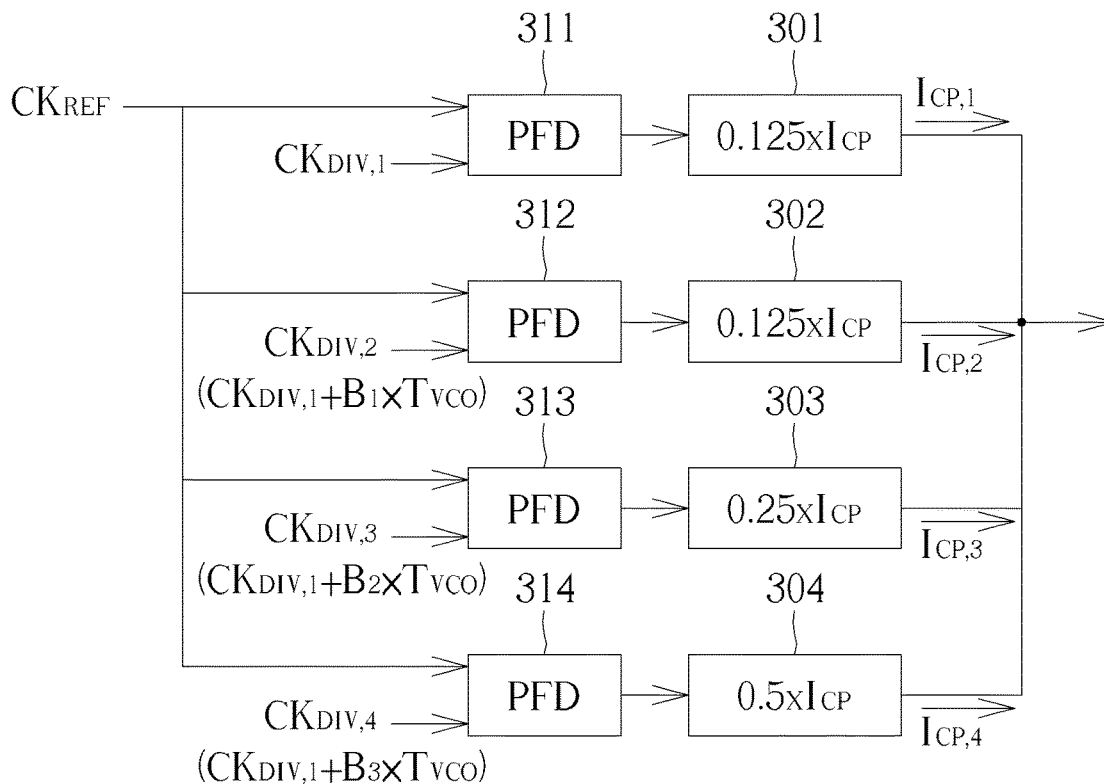 311 301
CKREF PFD 0.125xICP ICP,1
CKDIV,1
312 302
PFD 0.125xICP
CKDIV,2 ICP,2
(CKDIV,1+B1×TVCO) 313 303
PFD 0.25xICP
CKDIV,3 ICP,3
(CKDIV,1+B2×TVCO) 314 304
PFD 0.5xICP
CKDIV,4 ICP,4
(CKDIV,1+B3×TVCO)